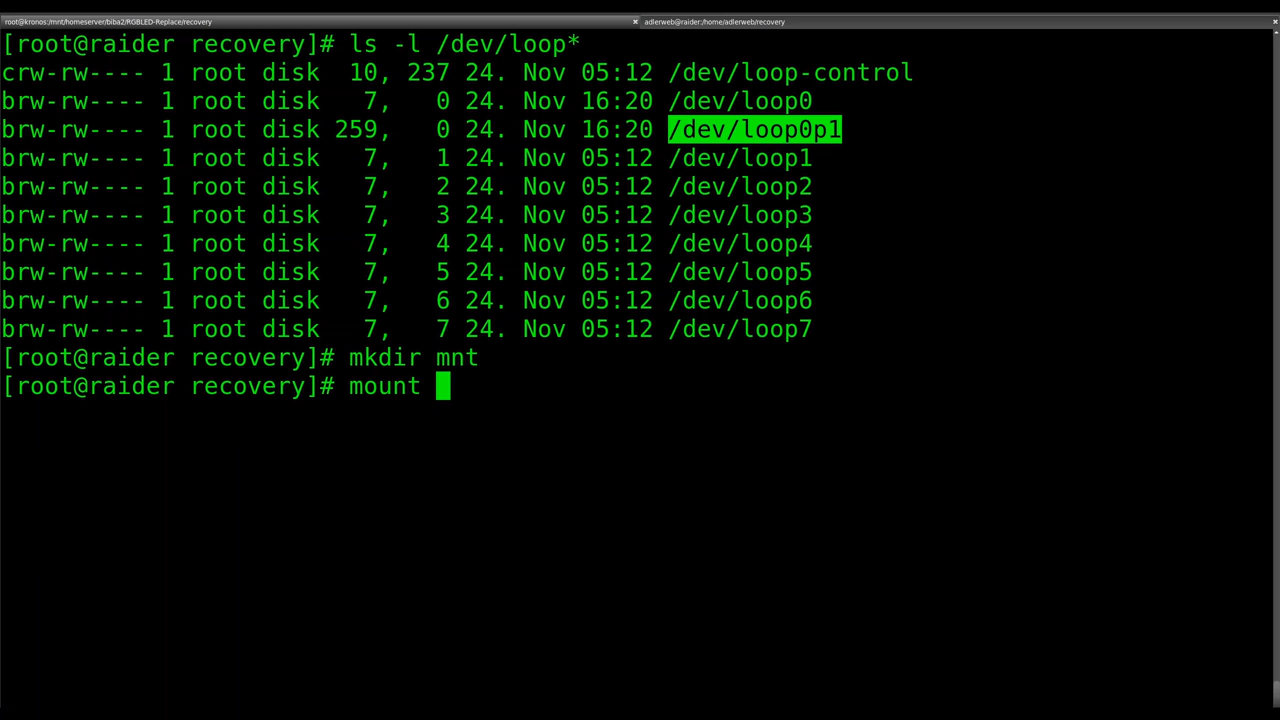 root@kronos:/mnt/homeserver/biba2/RGBLED-Replace/recovery
adlerweb@raider:/home/adlerweb/recovery
[root@raider recovery]# ls -l /dev/loop*
crw-rw---- 1 root disk  10, 237 24. Nov 05:12 /dev/loop-control
brw-rw---- 1 root disk   7,   0 24. Nov 16:20 /dev/loop0
brw-rw---- 1 root disk 259,   0 24. Nov 16:20 /dev/loop0p1
brw-rw---- 1 root disk   7,   1 24. Nov 05:12 /dev/loop1
brw-rw---- 1 root disk   7,   2 24. Nov 05:12 /dev/loop2
brw-rw---- 1 root disk   7,   3 24. Nov 05:12 /dev/loop3
brw-rw---- 1 root disk   7,   4 24. Nov 05:12 /dev/loop4
brw-rw---- 1 root disk   7,   5 24. Nov 05:12 /dev/loop5
brw-rw---- 1 root disk   7,   6 24. Nov 05:12 /dev/loop6
brw-rw---- 1 root disk   7,   7 24. Nov 05:12 /dev/loop7
[root@raider recovery]# mkdir mnt
[root@raider recovery]# mount